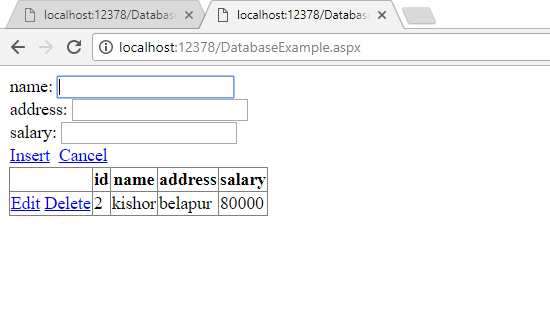 localhost:12378/Databas localhost:12378/Databas
localhost:12378/DatabaseExample.aspx
name:
address:
salary:
Insert Cancel
id name address salary
Edit Delete 2 kishor belapur 80000